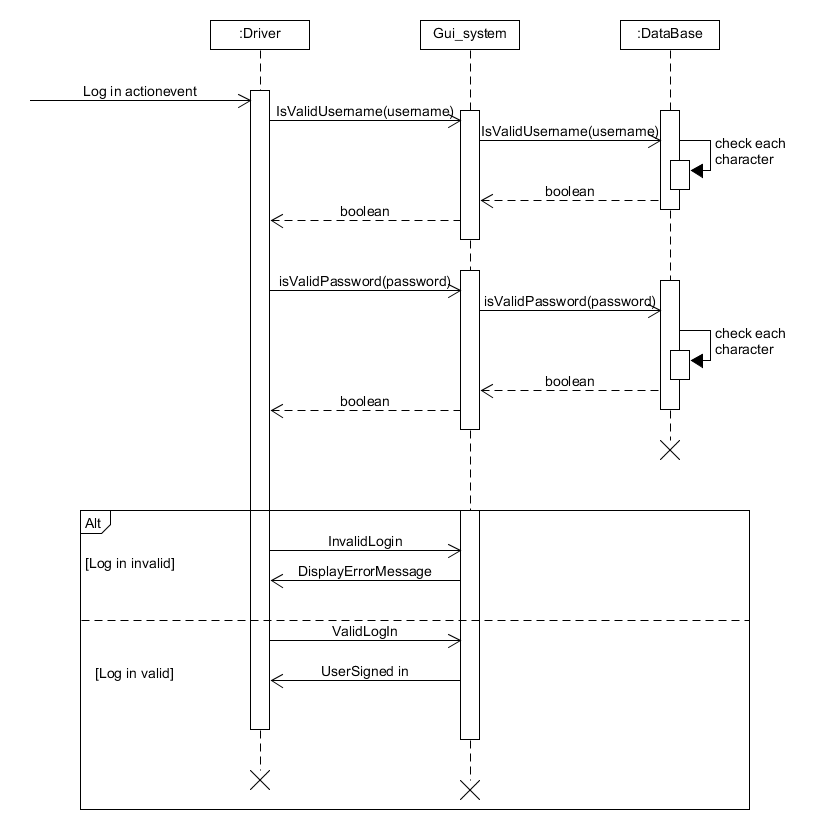 :Driver
Gui_system
:DataBase
Log in actionevent
IsValidUsername(username)
IsValidUsername(username)
check each
character
boolean
boolean
isValidPassword(password)
isValidPassword(password)
check each
character
boolean
boolean
Alt
InvalidLogin
[Log in invalid]
DisplayErrorMessage
ValidLogIn
[Log in valid]
UserSigned in